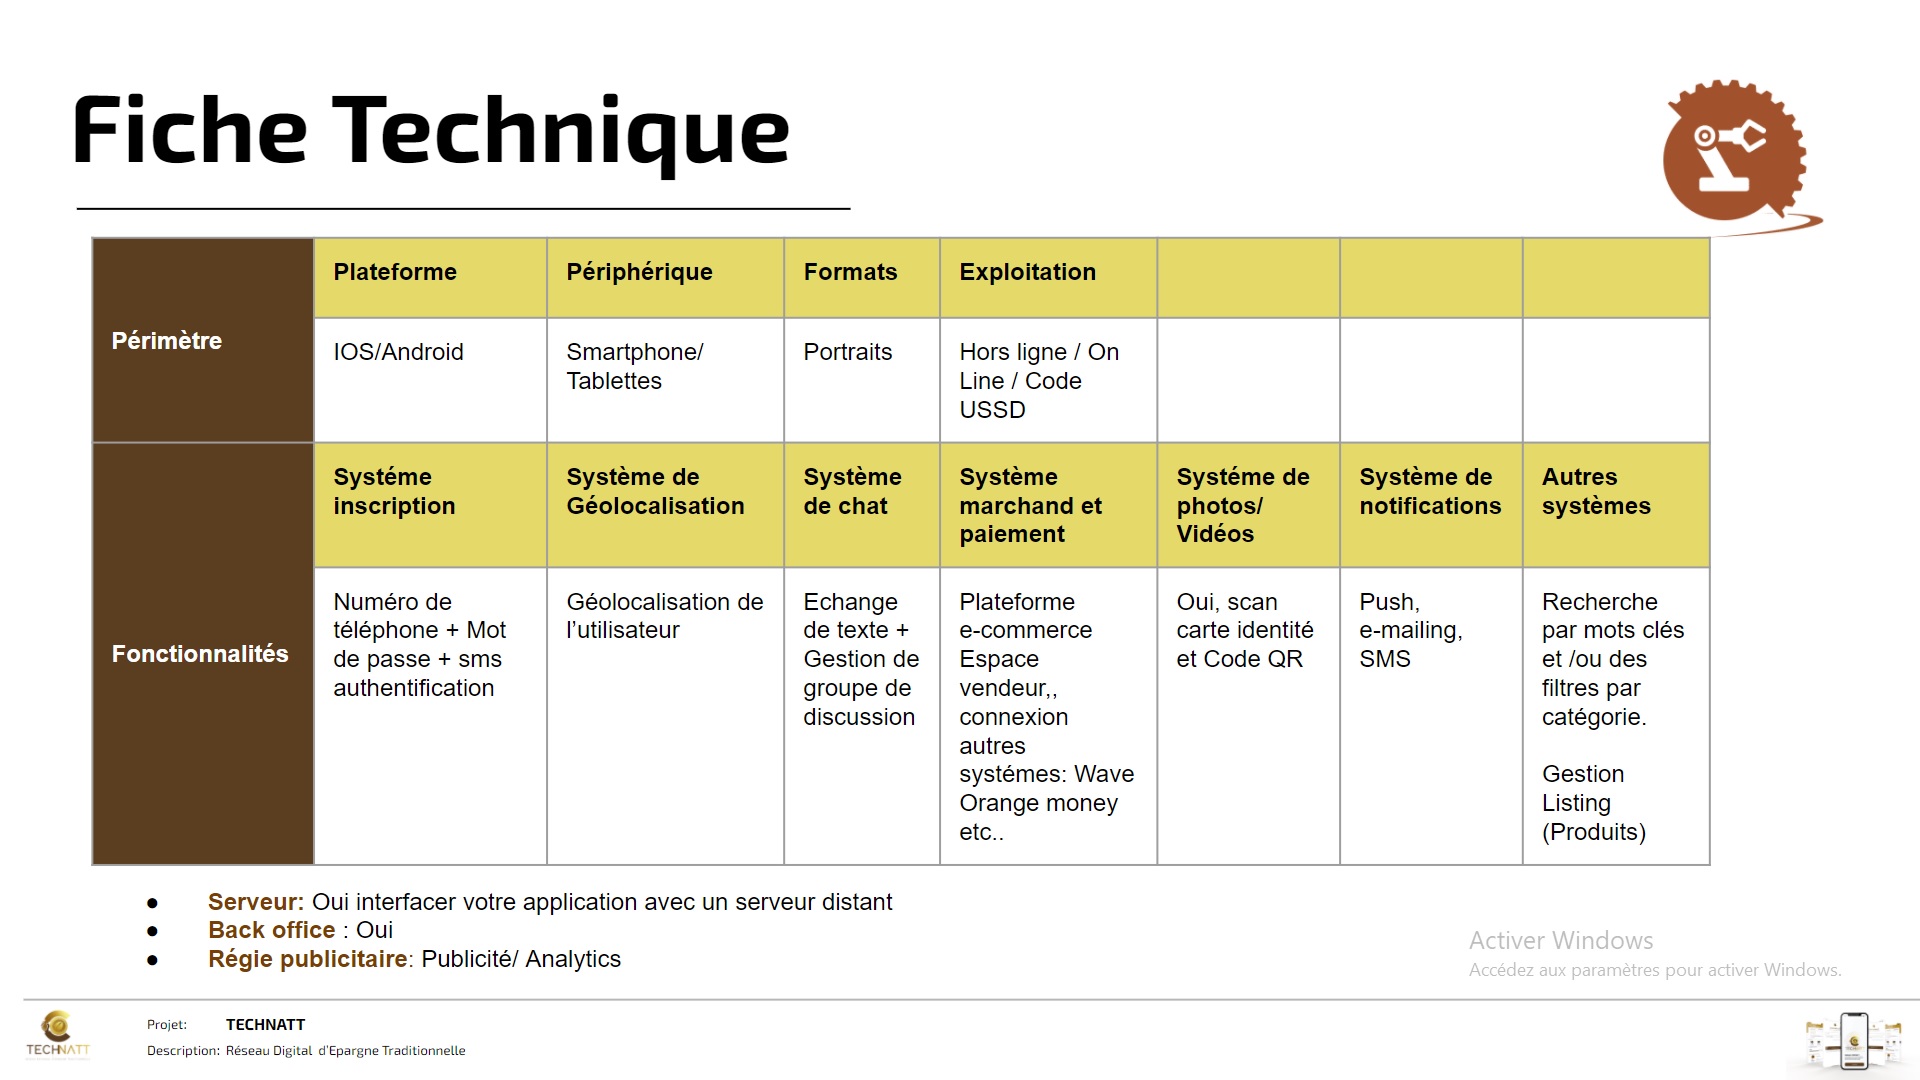 Fiche Technique
Périmètre
Plateforme
Périphérique
Formats
Exploitation
IOS/Android
Smartphone/
Tablettes
Portraits
Hors ligne / On
Line / Code
USSD
Fonctionnalités
Systéme
inscription
Système de
Géolocalisation
Système
de chat
Système
marchand et
paiement
Systéme de
photos/
Vidéos
Système de
notifications
Autres
systèmes
Numéro de
téléphone + Mot
de passe + sms
authentification
Géolocalisation de
l’utilisateur
Echange
de texte +
Gestion de
groupe de
discussion
Plateforme
e-commerce
Espace
vendeur,,
connexion
autres
systémes: Wave
Orange money
etc..
Oui, scan
carte identité
et Code QR
Push,
e-mailing,
SMS
Recherche
par mots clés
et /ou des
filtres par
catégorie.
Gestion
Listing
(Produits)
● Serveur: Oui interfacer votre application avec un serveur distant
● Back office : Oui
● Régie publicitaire: Publicité/ Analytics
Activer Windows
Accédez aux paramètres pour activer Windows.
TECHNATT
Projet: TECHNATT
Description: Réseau Digital d’Epargne Traditionnelle